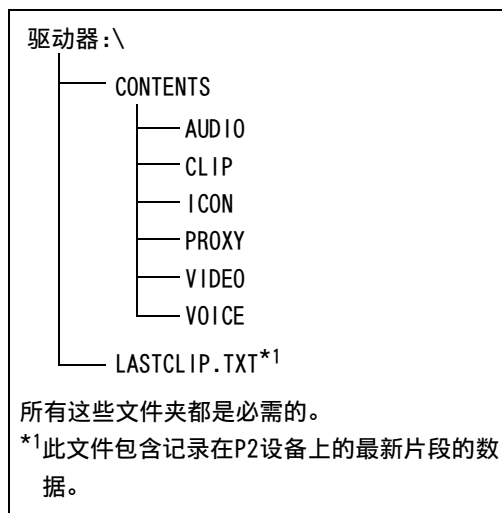 驱动器:\
CONTENTS
AUDIO
CLIP
ICON
PROXY
VIDEO
VOICE
LASTCLIP.TXT*1
所有这些文件夹都是必需的。
*1此文件包含记录在P2设备上的最新片段的数
据。